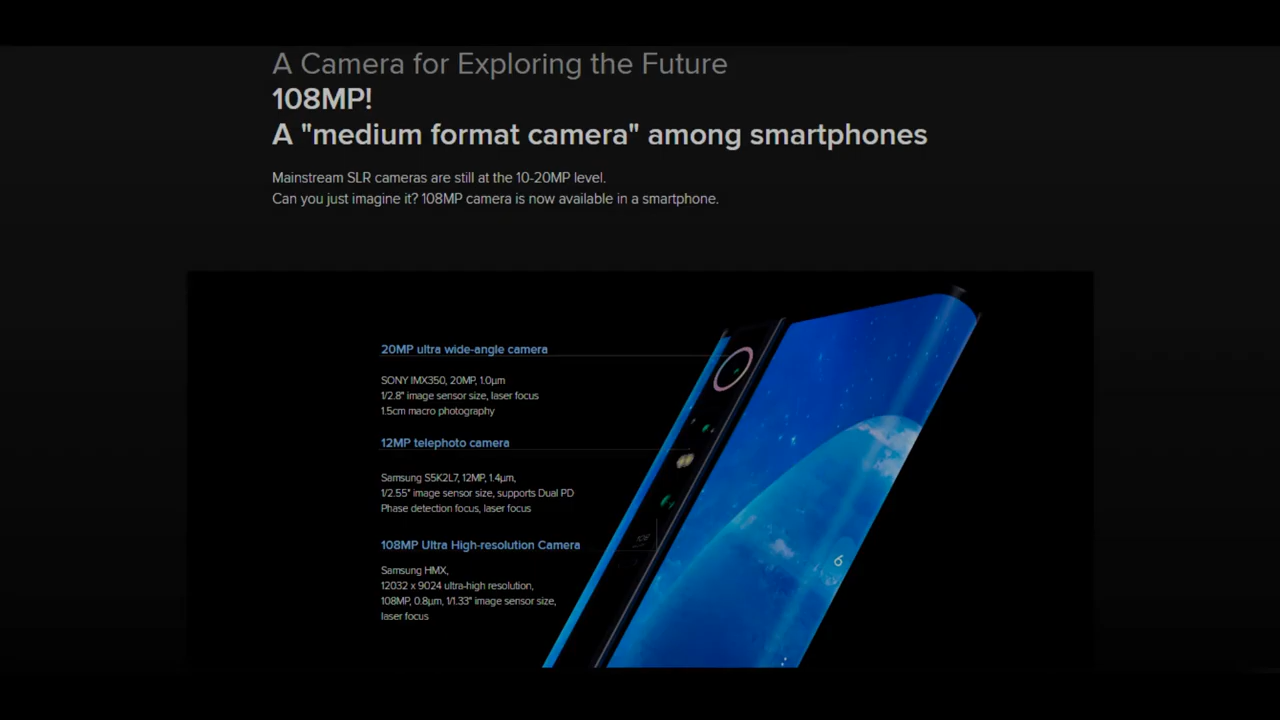 A Camera for Exploring the Future
108MP!
A "medium format camera" among smartphones
Mainstream SLR cameras are still at the 10-20MP level.
Can you just imagine it? 108MP camera is now available in a smartphone.
20MP ultra wide-angle camera
SONY IMX350, 20MP, 1.0μm
1/2.8" image sensor size, laser focus
1.5cm macro photography
12MP telephoto camera
Samsung S5K2L7, 12MP, 1.4μm,
1/2.55" image sensor size, supports Dual PD
Phase detection focus, laser focus
108MP Ultra High-resolution Camera
Samsung HMX,
12032 x 9024 ultra-high resolution,
108MP, 0.8μm, 1/1.33" image sensor size,
laser focus
6